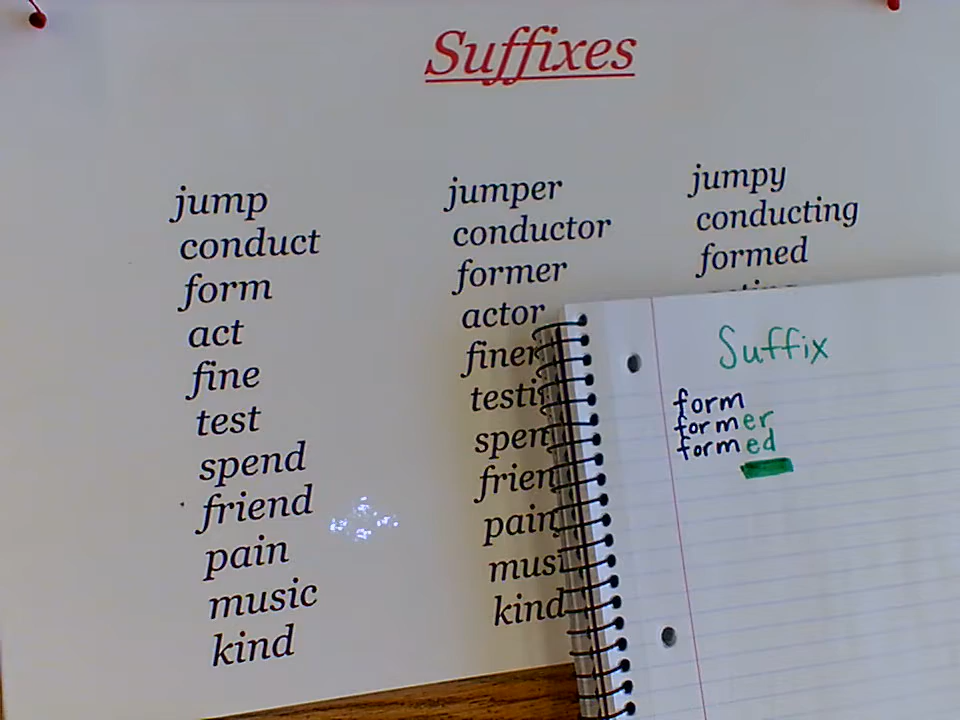 Suffixes
jump jumper jumpy
conduct conductor conducting
form former formed
act actor
fine finer
test
spend
friend
pain
music
kind
Suffix
form
former
formed